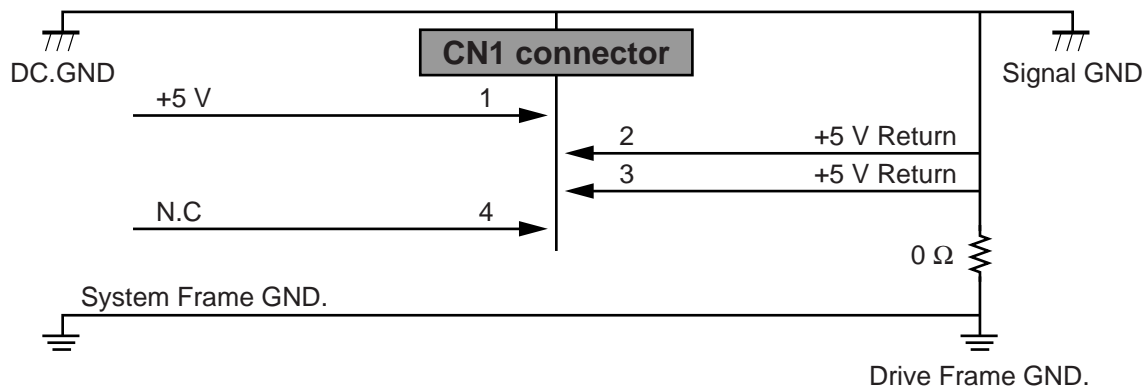 CN1 connector
DC.GND
Signal GND
+5 V 1
2 +5 V Return
3 +5 V Return
N.C 4
0 Ω
System Frame GND.
Drive Frame GND.